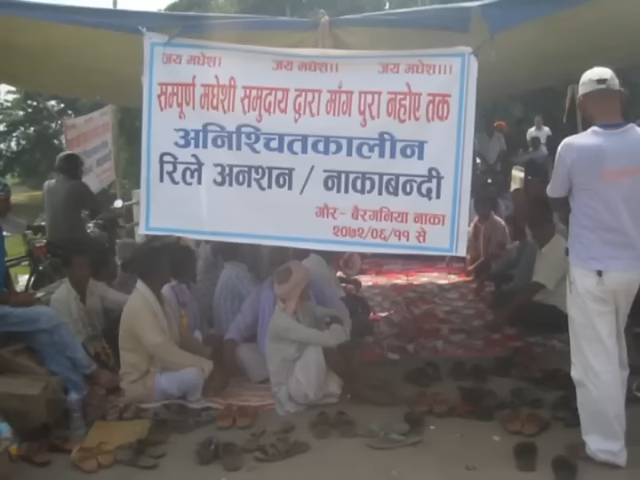 जय मधेश। जय मधेश।। जय मधेश।।।
सम्पूर्ण मधेशी समुदाय द्वारा माँग पुरा नहोए तक
अनिश्चितकालीन
रिले अनशन / नाकाबन्दी
गौर- बैरगनिया नाका
२०७२/०६/११ से